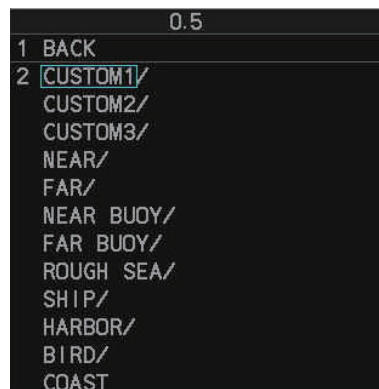 0.5
1 BACK
2 CUSTOM1/
CUSTOM2/
CUSTOM3/
NEAR/
FAR/
NEAR BUOY/
FAR BUOY/
ROUGH SEA/
SHIP/
HARBOR/
BIRD/
COAST